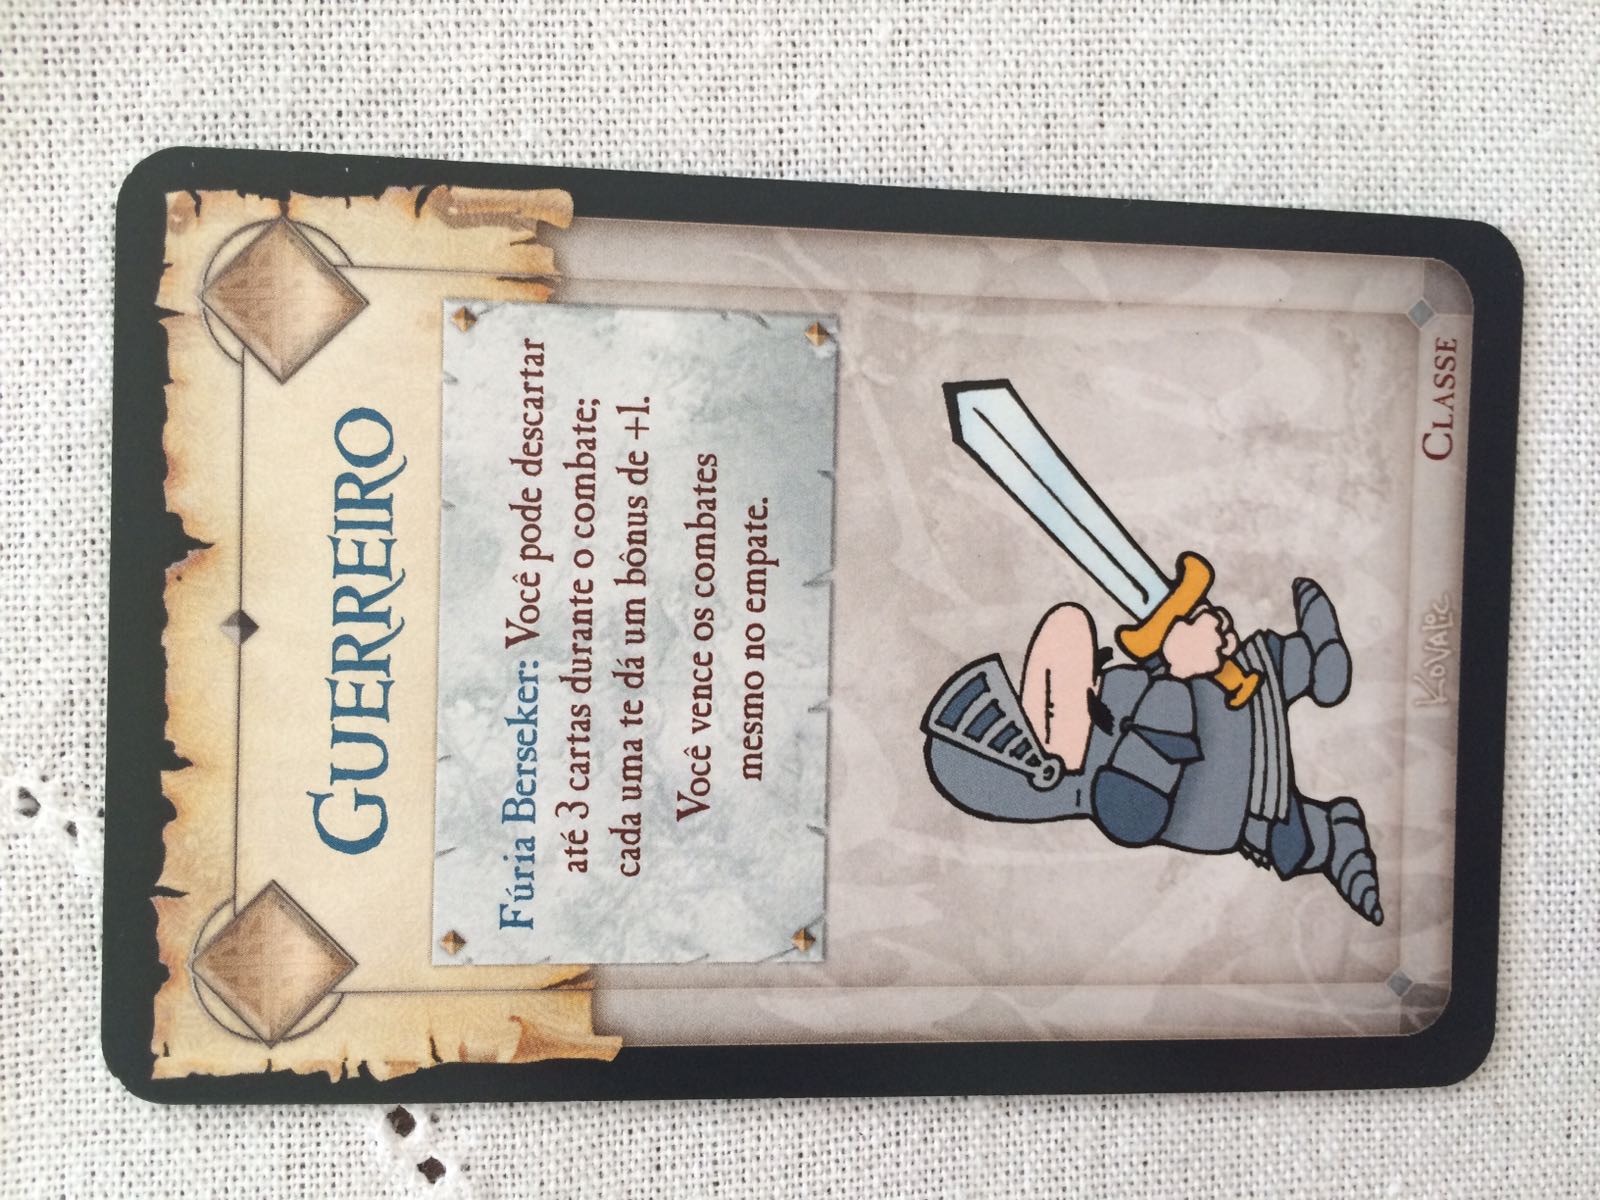 GUERREIRO
Fúria Berseker: Você pode descartar
até 3 cartas durante o combate;
cada uma te dá um bônus de +1.
Você vence os combates
mesmo no empate.
KOVALIC
CLASSE